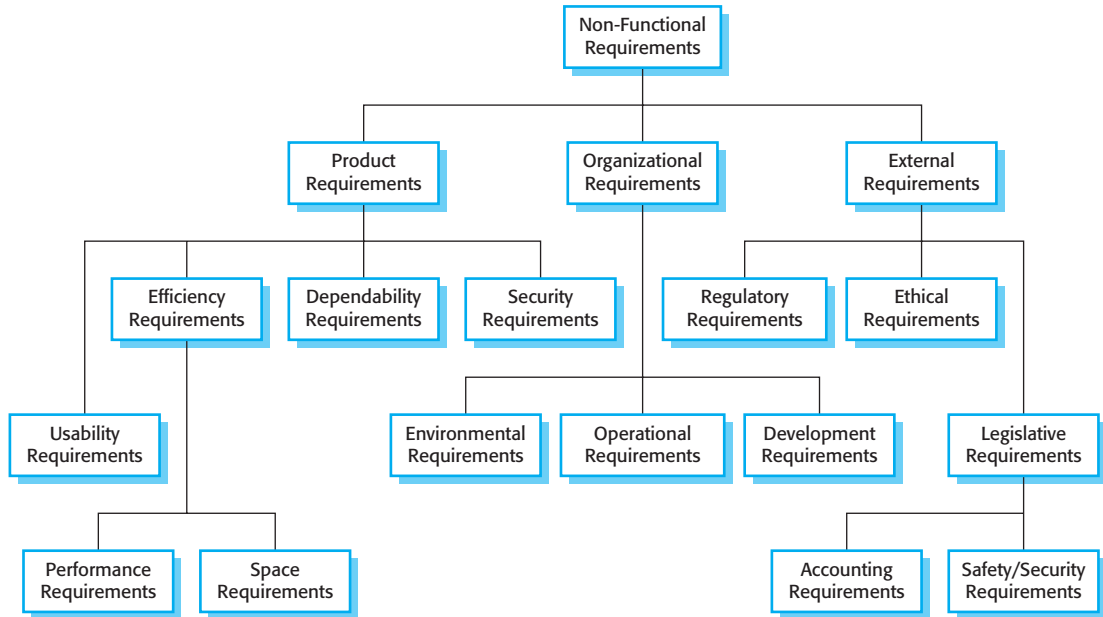 Non-Functional
Requirements
Product
Requirements
Organizational
Requirements
External
Requirements
Efficiency
Requirements
Dependability
Requirements
Security
Requirements
Regulatory
Requirements
Ethical
Requirements
Usability
Requirements
Environmental
Requirements
Operational
Requirements
Development
Requirements
Legislative
Requirements
Performance
Requirements
Space
Requirements
Accounting
Requirements
Safety/Security
Requirements